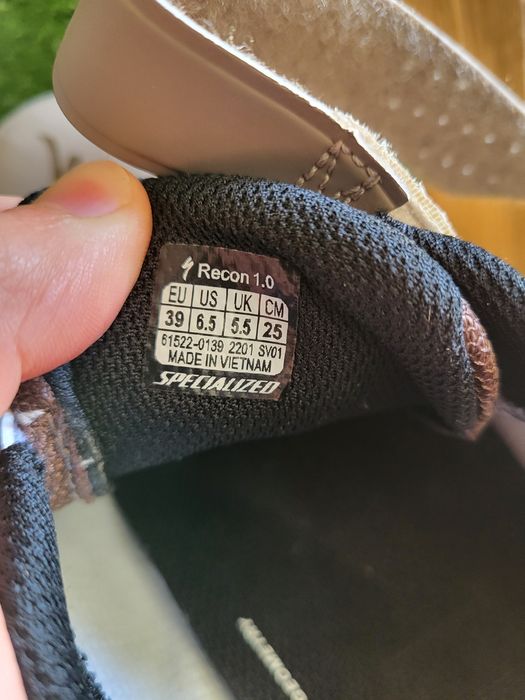 Recon 1.0
EU US UK CM
39 6.5 5.5 25
61522-0139 2201 SV01
MADE IN VIETNAM
SPECIALIZED